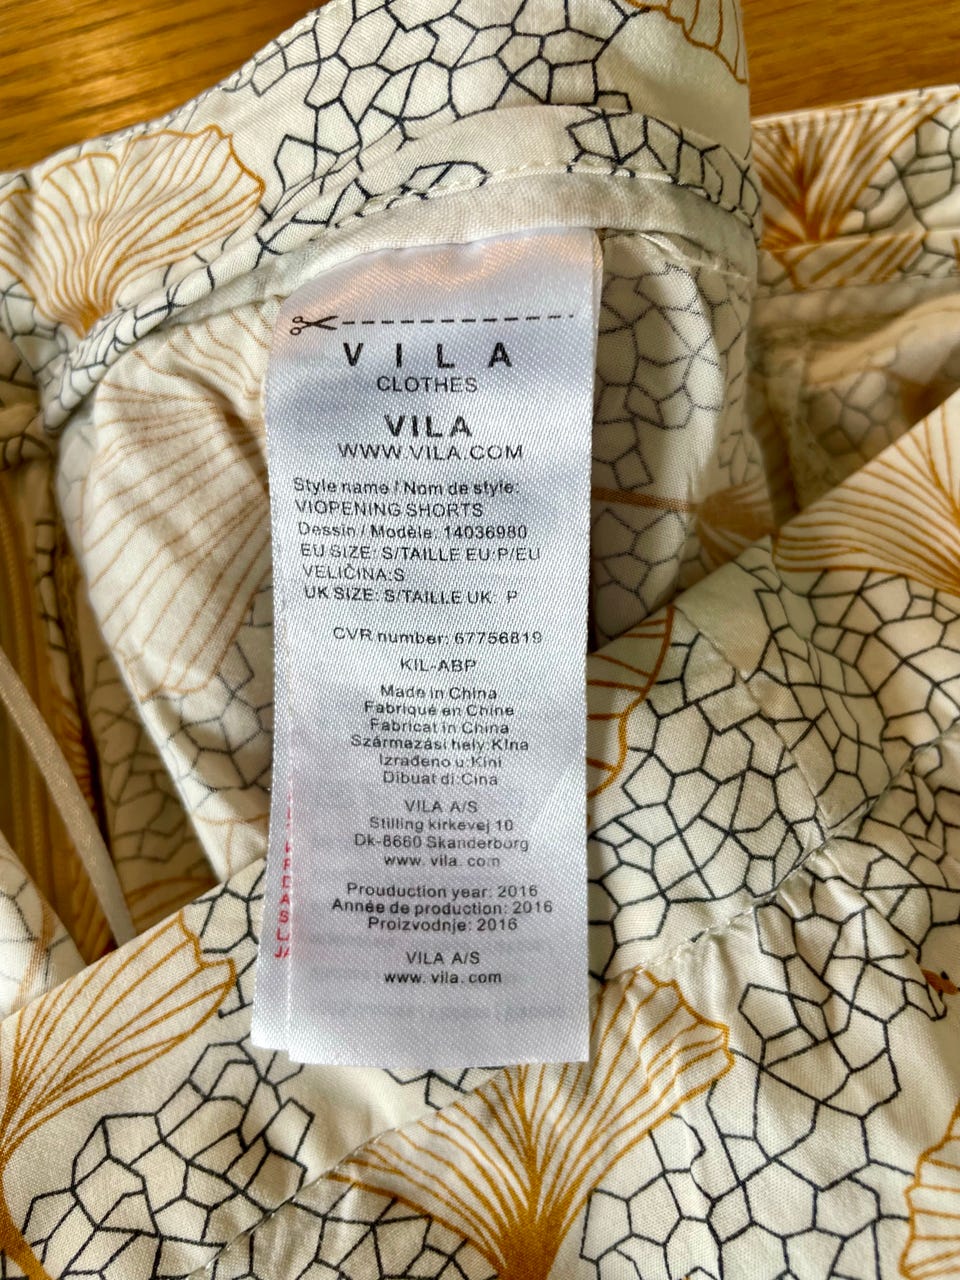 VILA
CLOTHES
VILA
WWW.VILA.COM
Style name / Nom de style:
VIOPENING SHORTS
Dessin / Modèle: 14036980
EU SIZE: S/TAILLE EU:P/EU
VELIČINA:S
UK SIZE: S/TAILLE UK: P
CVR number: 67756819
KIL-ABP
Made in China
Fabriqué en Chine
Fabricat in China
Származási hely:KIna
Izrađeno u:Kini
Dibuat di:Cina
VILA A/S
Stilling kirkevej 10
Dk-8660 Skanderborg
www. vila. com
Prouduction year: 2016
Année de production: 2016
Proizvodnje: 2016
VILA A/S
www. vila. com